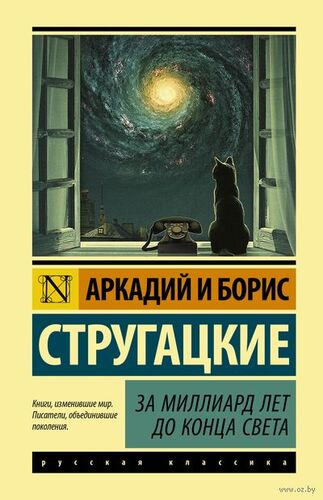 АРКАДИЙ И БОРИС
СТРУГАЦКИЕ
Книги, изменившие мир.
Писатели, объединившие
поколения.
ЗА МИЛЛИАРД ЛЕТ
ДО КОНЦА СВЕТА
русская классика
www.oz.by